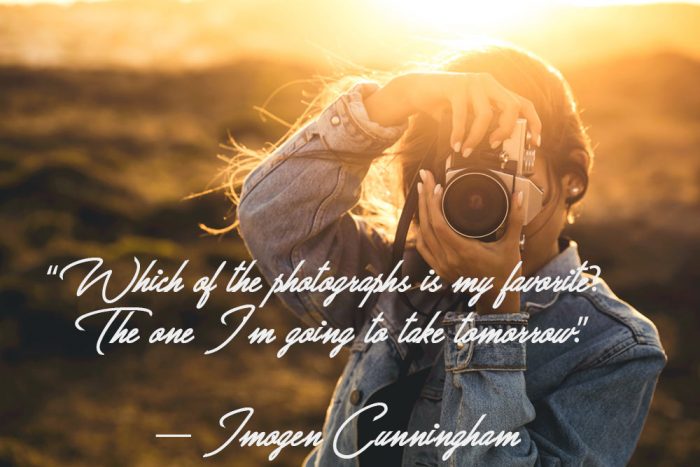 "Which of the photographs is my favorite?
The one I'm going to take tomorrow."
— Imogen Cunningham